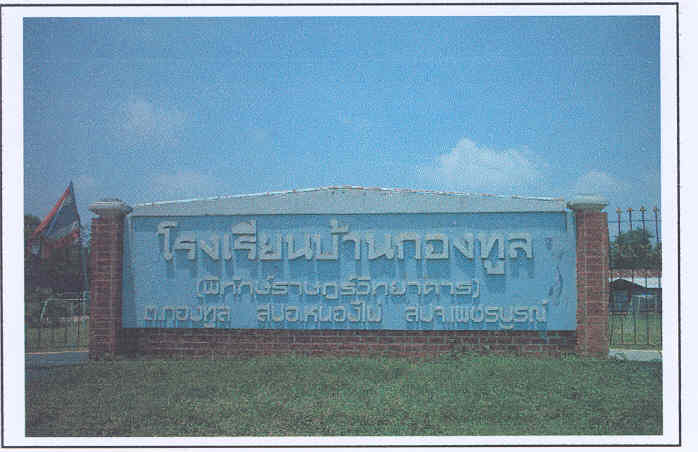 โรงเรียนบ้านกองทูล
(พิทักษ์ราษฎร์วิทยาคาร)
ต.กองทูล สปอ.หนองไผ่ สปจ.เพชรบูรณ์